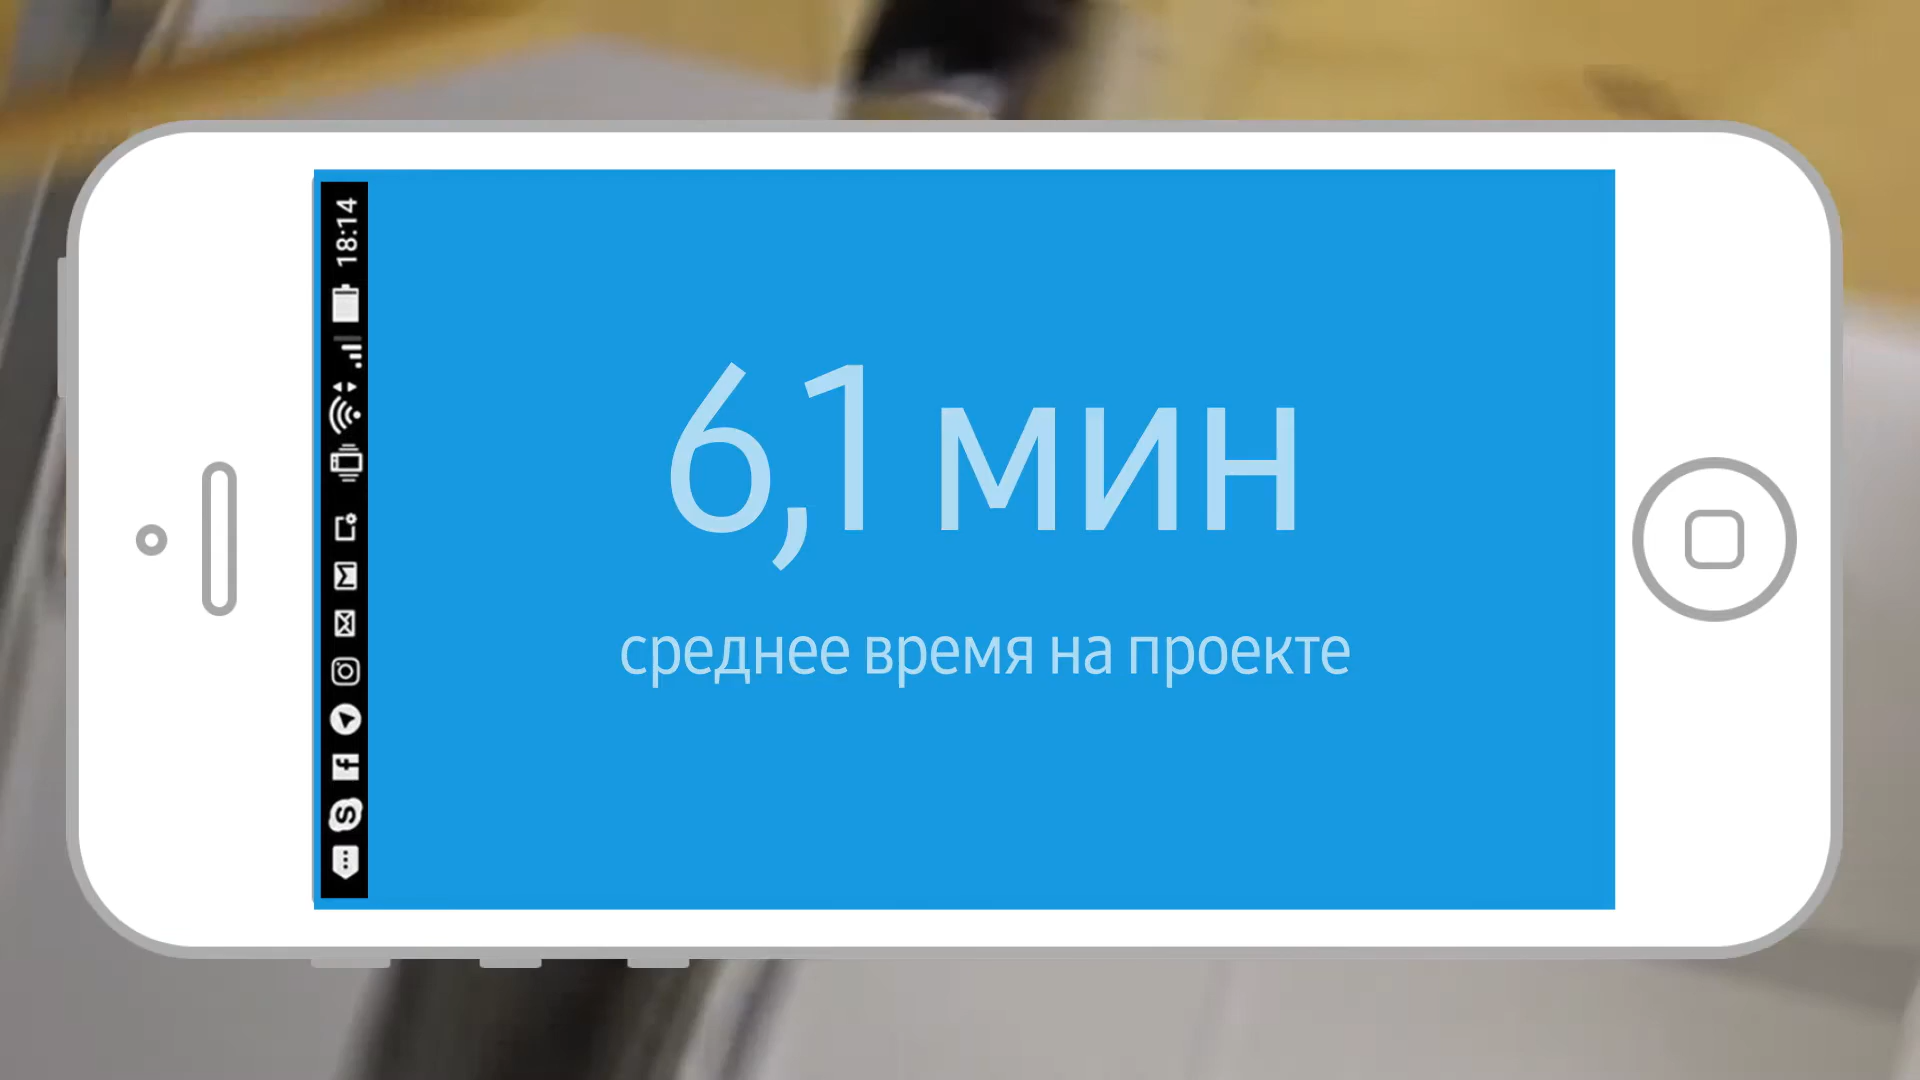 18:14
6,1 мин
среднее время на проекте